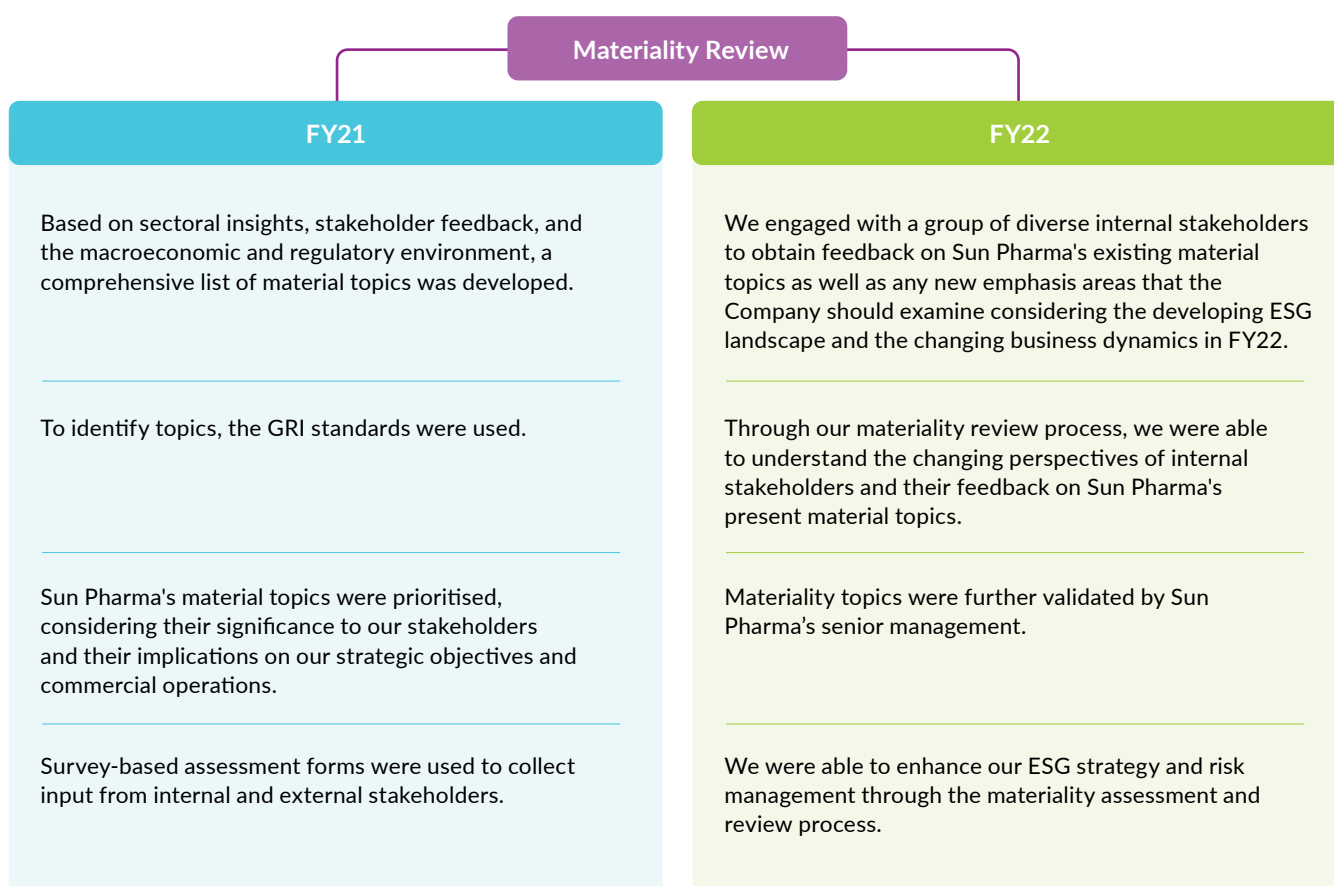 Materiality Review
FY21
Based on sectoral insights, stakeholder feedback, and
the macroeconomic and regulatory environment, a
comprehensive list of material topics was developed.
To identify topics, the GRI standards were used.
Sun Pharma's material topics were prioritised,
considering their significance to our stakeholders
and their implications on our strategic objectives and
commercial operations.
Survey-based assessment forms were used to collect
input from internal and external stakeholders.
FY22
We engaged with a group of diverse internal stakeholders
to obtain feedback on Sun Pharma's existing material
topics as well as any new emphasis areas that the
Company should examine considering the developing ESG
landscape and the changing business dynamics in FY22.
Through our materiality review process, we were able
to understand the changing perspectives of internal
stakeholders and their feedback on Sun Pharma's
present material topics.
Materiality topics were further validated by Sun
Pharma’s senior management.
We were able to enhance our ESG strategy and risk
management through the materiality assessment and
review process.